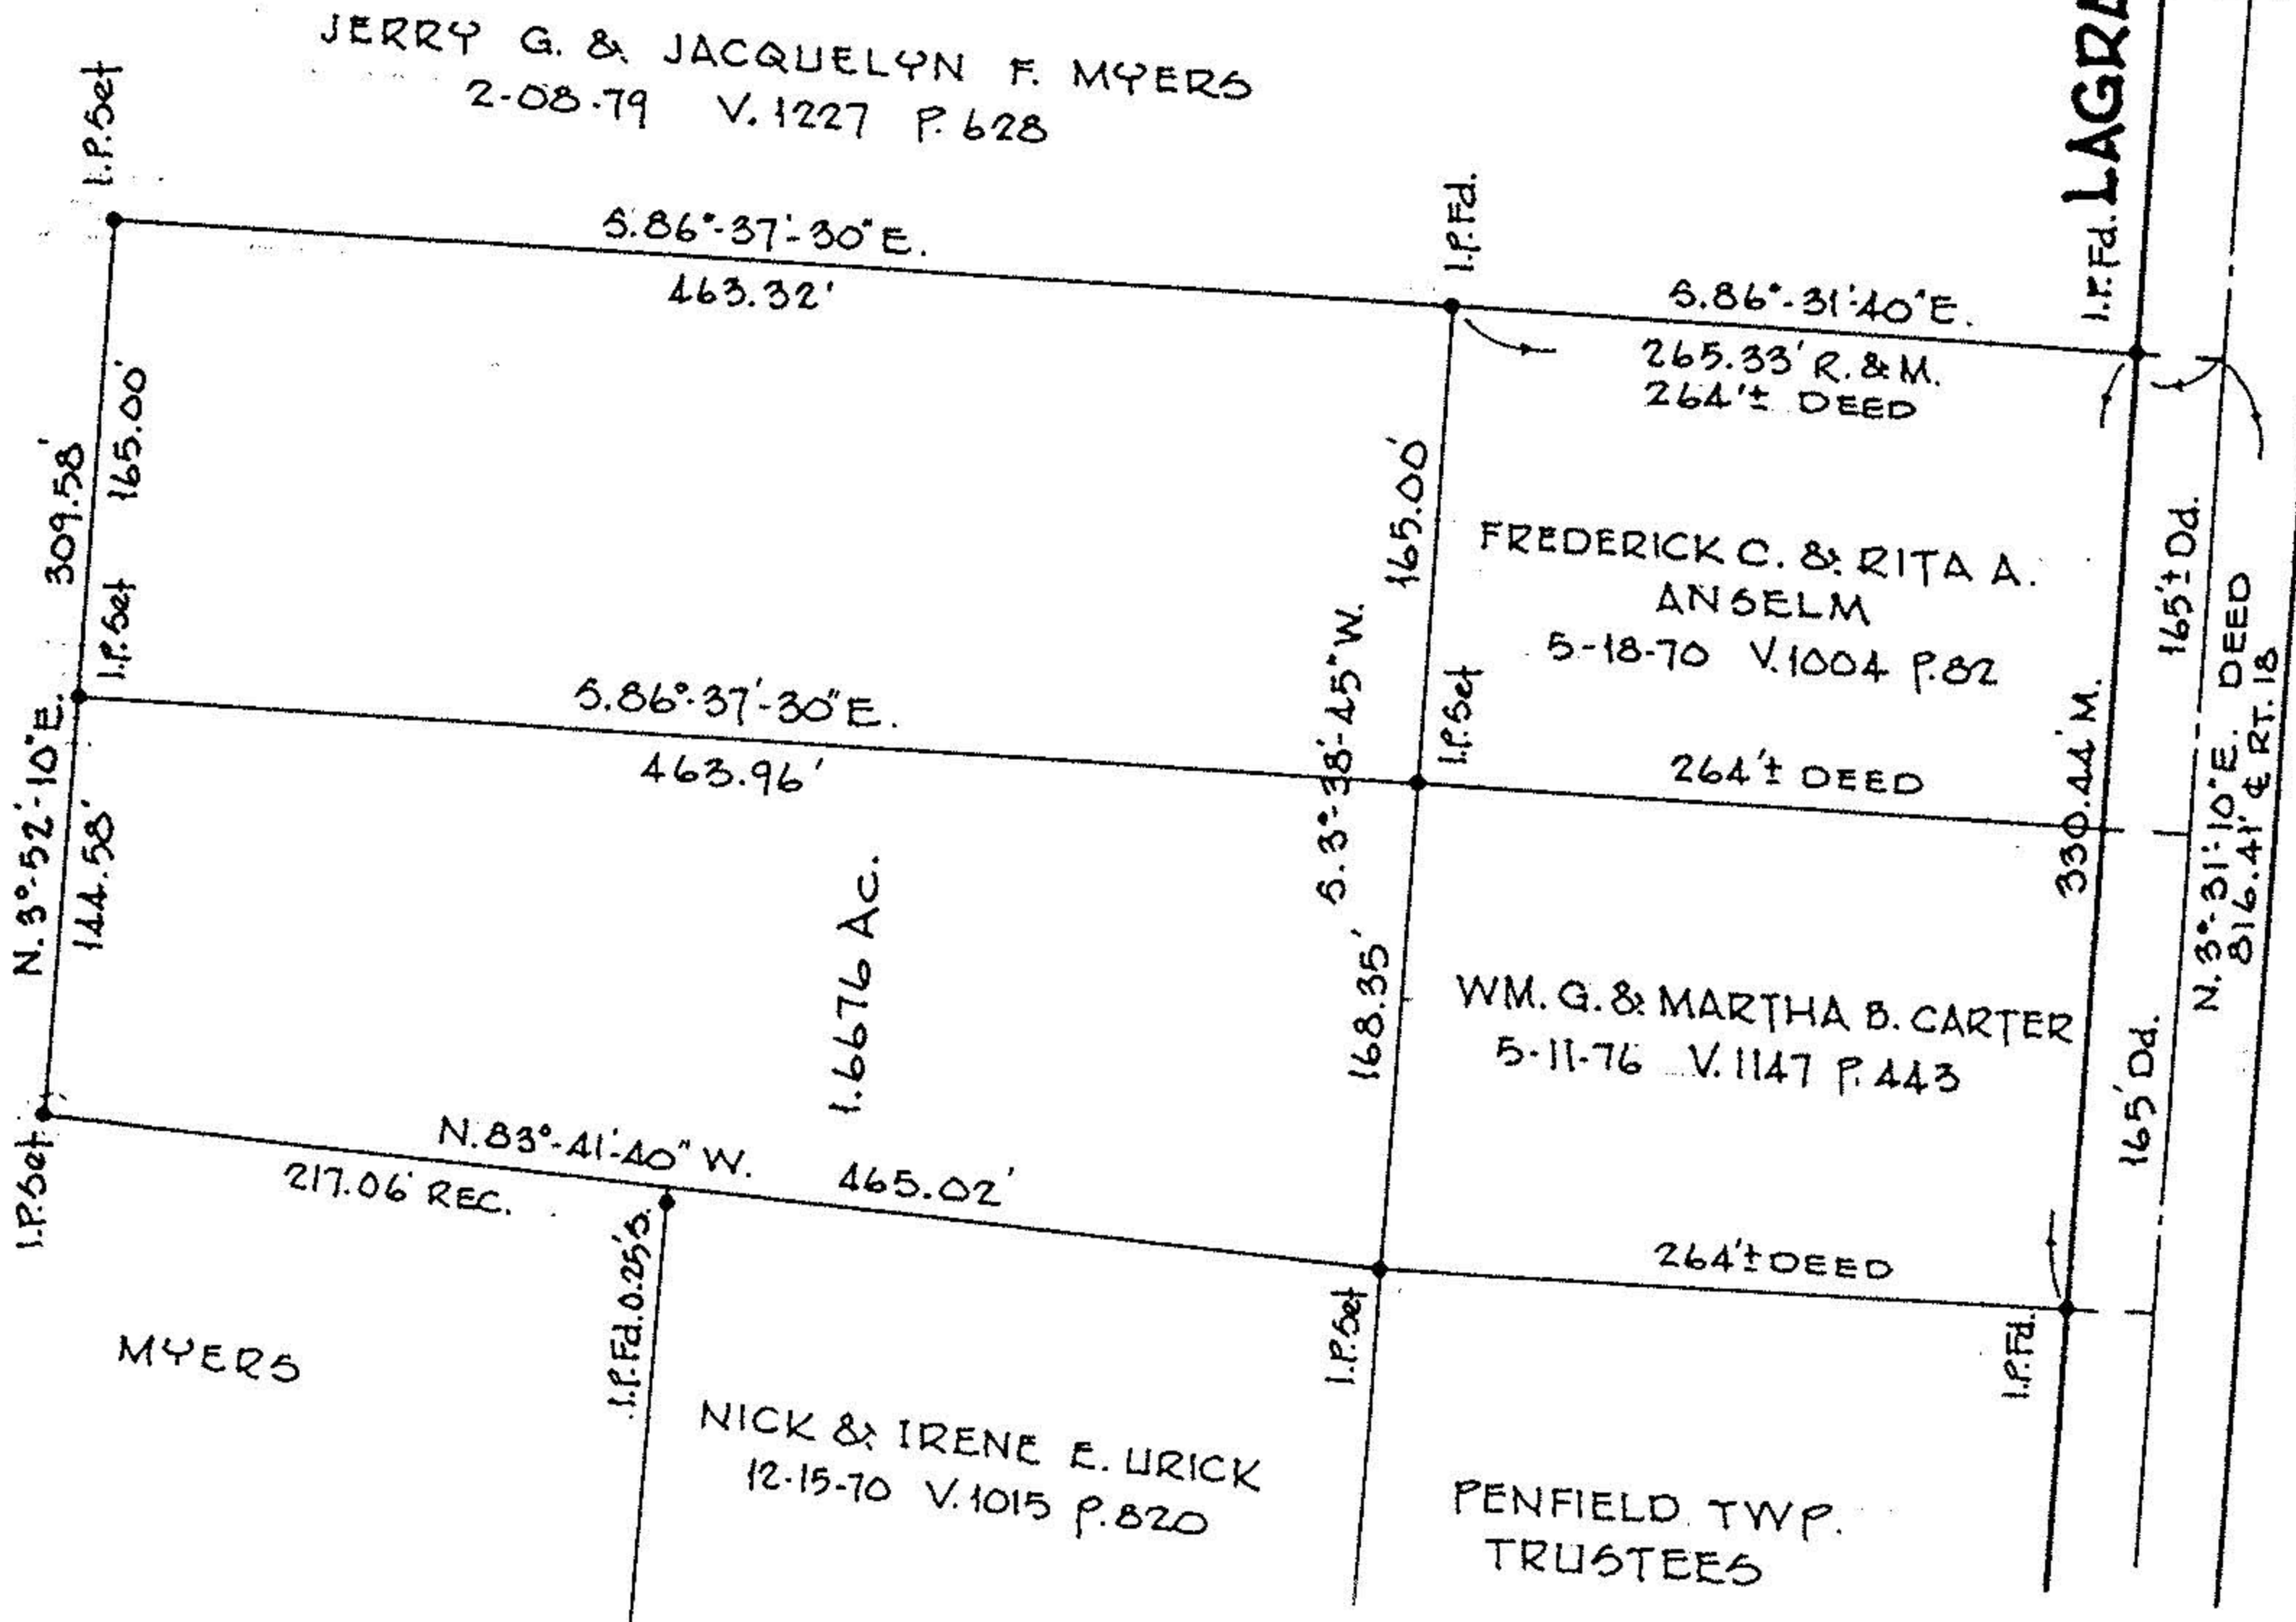 JERRY G. & JACQUELYN F. MYERS
2-08-79 V. 1227 P. 628
I.P.Set
S.86°-37'-30"E.
463.32'
I.P.Fd.
S.86°-31'-40"E.
265.33' R. & M.
264'± DEED
I.P.Fd.
309.58'
165.00'
165.00'
FREDERICK C. & RITA A.
ANSELM
5-18-70 V.1004 P.82
165'± Dd.
I.P.Set
S.86°-37'-30"E.
463.96'
S.3°-38'-45"W.
I.P.Set
264'± DEED
330.44' M.
N.3°-31'-10"E. DEED
816.41' ℄ RT.18
N.3°-52'-10"E.
144.58'
1.6676 Ac.
168.35'
WM. G. & MARTHA B. CARTER
5-11-76 V. 1147 P. 443
165' Dd.
I.P.Set
N.83°-41'-40" W.
217.06' REC.
465.02'
I.P.Fd.0.25'S.
I.P.Set
264'± DEED
I.P.Fd.
MYERS
NICK & IRENE E. URICK
12-15-70 V. 1015 P. 820
PENFIELD TWP.
TRUSTEES